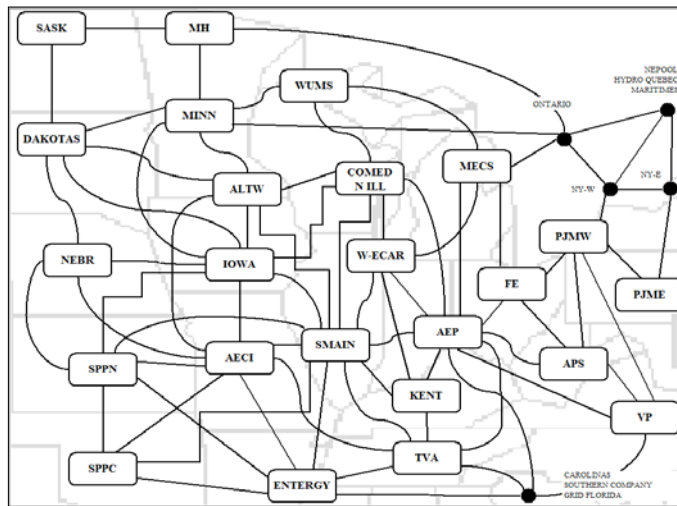 SASK
MH
WUMS
NEPOOL
HYDRO QUEBEC
MARITIMES
ONTARIO
MINN
DAKOTAS
MECS
COMED
N ILL
ALTW
NY-W
NY-E
PJMW
NEBR
IOWA
W-ECAR
FE
PJME
SMAIN
AEP
AECI
SPPN
APS
KENT
VP
TVA
SPPC
ENTERGY
CAROLINAS
SOUTHERN COMPANY
GRID FLORIDA